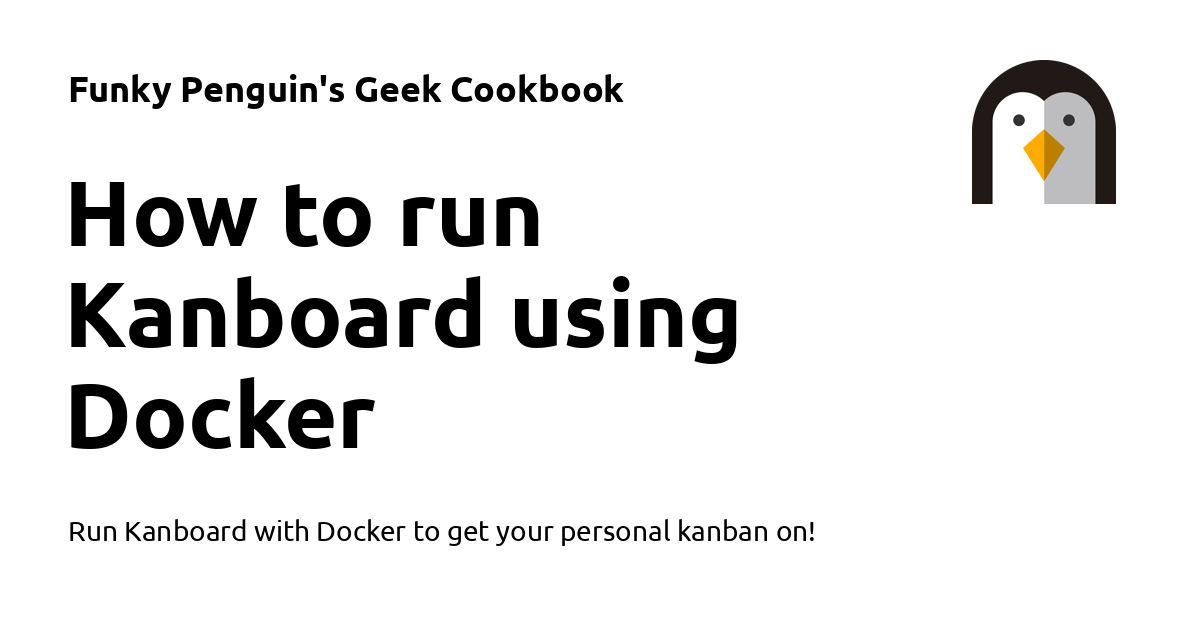 Funky Penguin's Geek Cookbook
How to run
Kanboard using
Docker
Run Kanboard with Docker to get your personal kanban on!